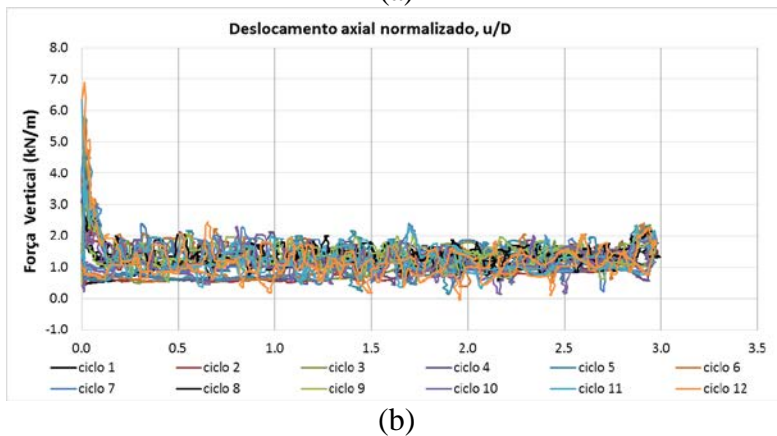 Deslocamento axial normalizado, u/D
8.0
7.0
6.0
5.0
4.0
3.0
2.0
1.0
0.0
-1.0
Força Vertical (kN/m)
0.0 0.5 1.0 1.5 2.0 2.5 3.0 3.5
ciclo 1 ciclo 2 ciclo 3 ciclo 4 ciclo 5 ciclo 6
ciclo 7 ciclo 8 ciclo 9 ciclo 10 ciclo 11 ciclo 12
(b)